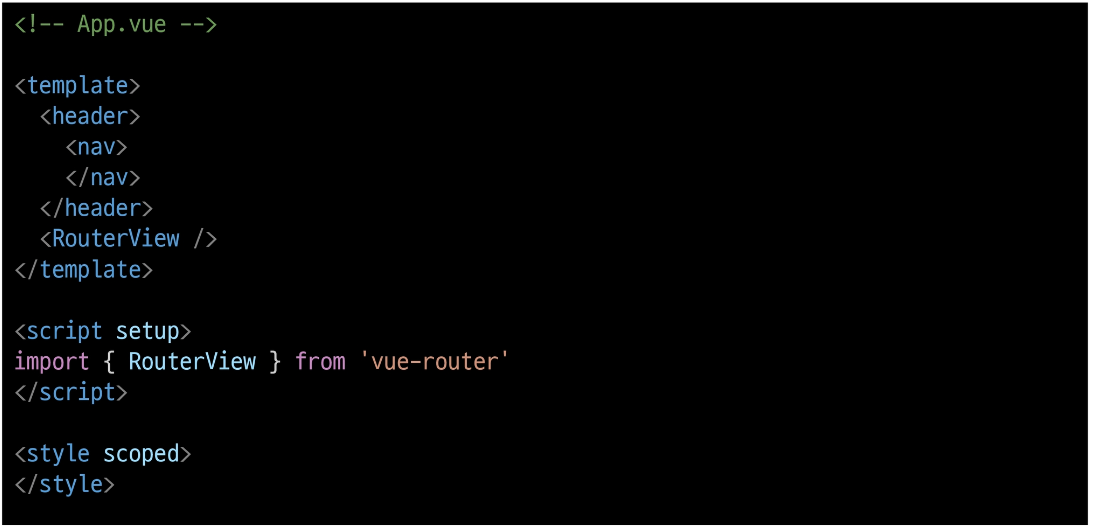 <!-- App.vue -->
<template>
  <header>
    <nav>
    </nav>
  </header>
  <RouterView />
</template>
<script setup>
import { RouterView } from 'vue-router'
</script>
<style scoped>
</style>